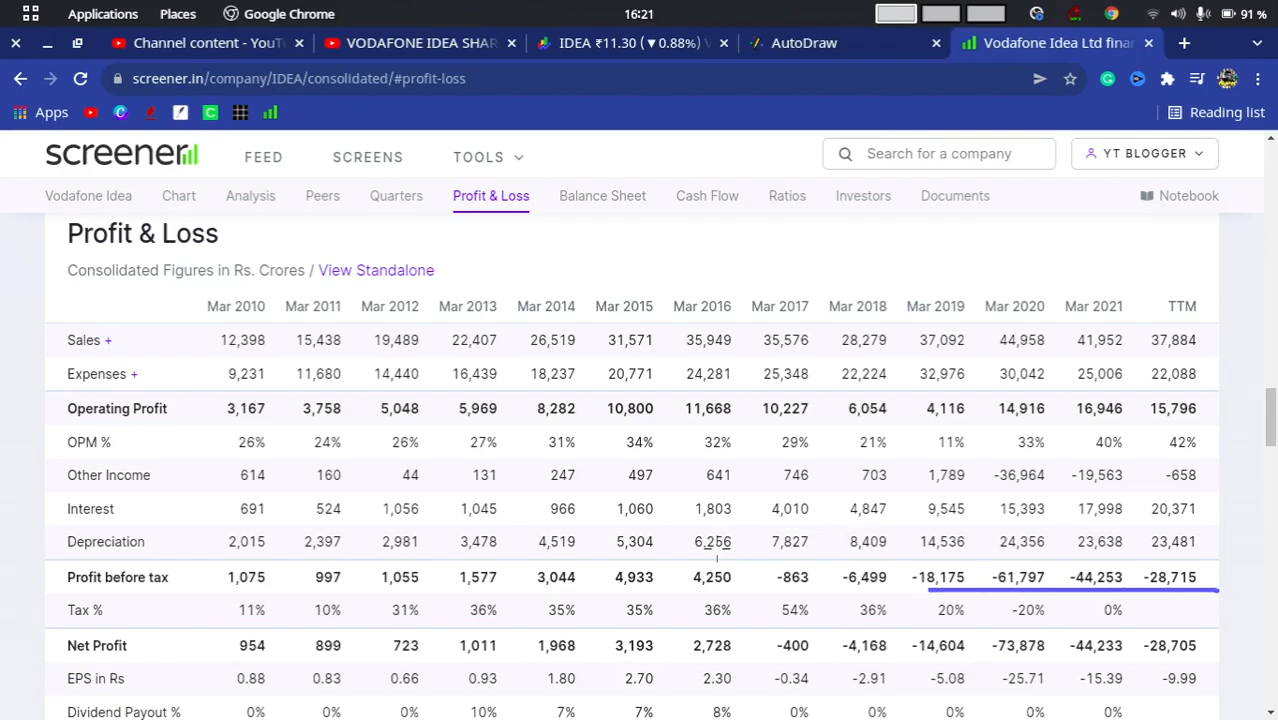 Applications Places Google Chrome 16:21 91 %
Channel content - YouT VODAFONE IDEA SHAR IDEA ₹11.30 (▼0.88%) AutoDraw Vodafone Idea Ltd finan
screener.in/company/IDEA/consolidated/#profit-loss
Apps Reading list
screener FEED SCREENS TOOLS Search for a company YT BLOGGER
Vodafone Idea Chart Analysis Peers Quarters Profit & Loss Balance Sheet Cash Flow Ratios Investors Documents Notebook
Profit & Loss
Consolidated Figures in Rs. Crores / View Standalone
Mar 2010 Mar 2011 Mar 2012 Mar 2013 Mar 2014 Mar 2015 Mar 2016 Mar 2017 Mar 2018 Mar 2019 Mar 2020 Mar 2021 TTM
Sales + 12,398 15,438 19,489 22,407 26,519 31,571 35,949 35,576 28,279 37,092 44,958 41,952 37,884
Expenses + 9,231 11,680 14,440 16,439 18,237 20,771 24,281 25,348 22,224 32,976 30,042 25,006 22,088
Operating Profit 3,167 3,758 5,048 5,969 8,282 10,800 11,668 10,227 6,054 4,116 14,916 16,946 15,796
OPM % 26% 24% 26% 27% 31% 34% 32% 29% 21% 11% 33% 40% 42%
Other Income 614 160 44 131 247 497 641 746 703 1,789 -36,964 -19,563 -658
Interest 691 524 1,056 1,045 966 1,060 1,803 4,010 4,847 9,545 15,393 17,998 20,371
Depreciation 2,015 2,397 2,981 3,478 4,519 5,304 6,256 7,827 8,409 14,536 24,356 23,638 23,481
Profit before tax 1,075 997 1,055 1,577 3,044 4,933 4,250 -863 -6,499 -18,175 -61,797 -44,253 -28,715
Tax % 11% 10% 31% 36% 35% 35% 36% 54% 36% 20% -20% 0%
Net Profit 954 899 723 1,011 1,968 3,193 2,728 -400 -4,168 -14,604 -73,878 -44,233 -28,705
EPS in Rs 0.88 0.83 0.66 0.93 1.80 2.70 2.30 -0.34 -2.91 -5.08 -25.71 -15.39 -9.99
Dividend Payout % 0% 0% 0% 10% 7% 7% 8% 0% 0% 0% 0% 0%